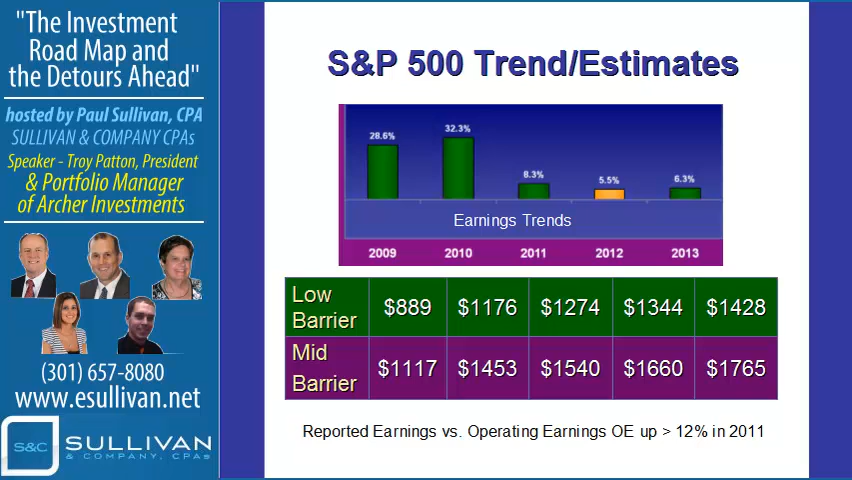 "The Investment
Road Map and
the Detours Ahead"
hosted by Paul Sullivan, CPA
SULLIVAN & COMPANY CPAs
Speaker - Troy Patton, President
& Portfolio Manager
of Archer Investments
(301) 657-8080
www.esullivan.net
S&C
SULLIVAN
& COMPANY, CPAs
S&P 500 Trend/Estimates
28.6% 32.3% 8.3% 5.5% 6.3%
Earnings Trends
2009 2010 2011 2012 2013
Low Barrier $889 $1176 $1274 $1344 $1428
Mid Barrier $1117 $1453 $1540 $1660 $1765
Reported Earnings vs. Operating Earnings OE up > 12% in 2011